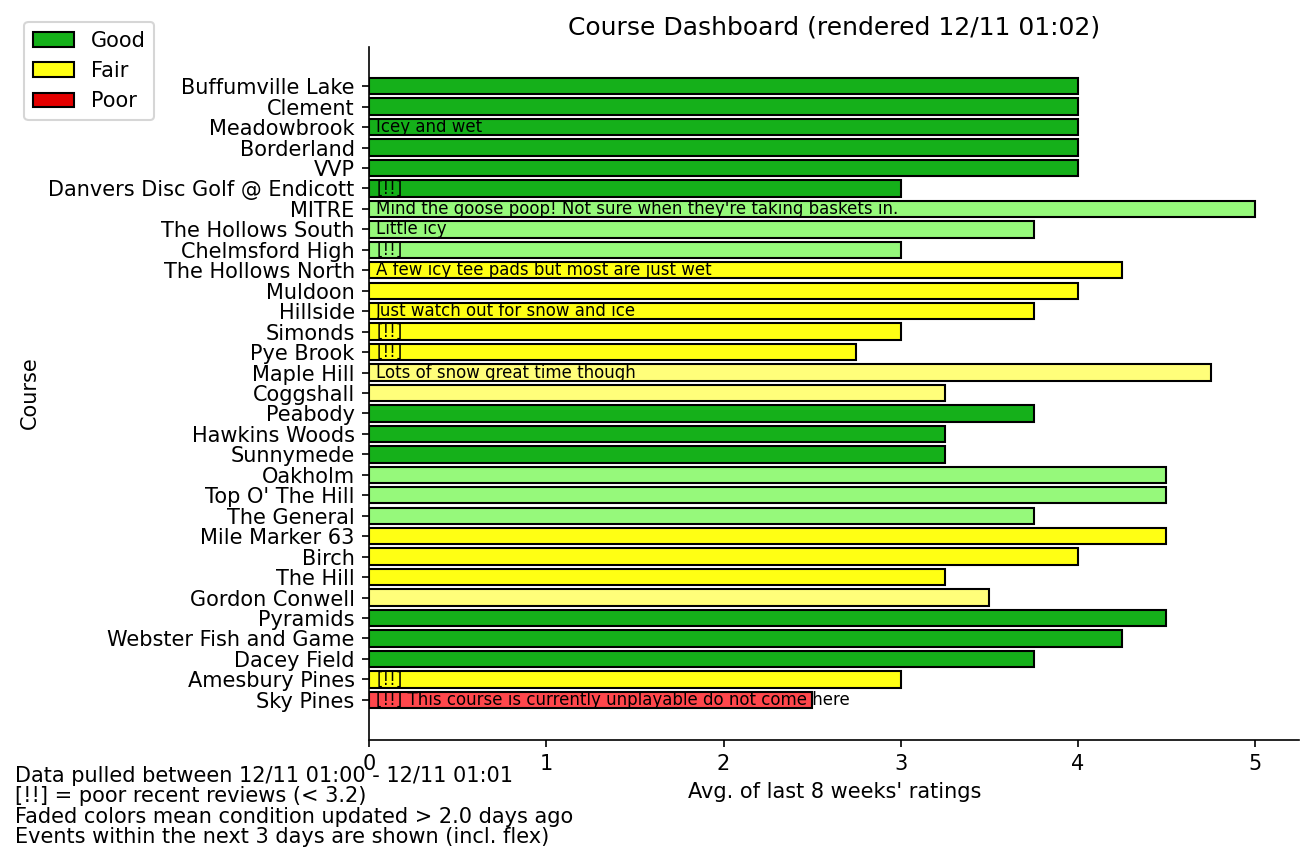 Course Dashboard (rendered 12/11 01:02)
Good
Fair
Poor
Course
Buffumville Lake
Clement
Meadowbrook Icey and wet
Borderland
VVP
Danvers Disc Golf @ Endicott [!!]
MITRE Mind the goose poop! Not sure when they're taking baskets in.
The Hollows South Little icy
Chelmsford High [!!]
The Hollows North A few icy tee pads but most are just wet
Muldoon
Hillside Just watch out for snow and ice
Simonds [!!]
Pye Brook [!!]
Maple Hill Lots of snow great time though
Coggshall
Peabody
Hawkins Woods
Sunnymede
Oakholm
Top O' The Hill
The General
Mile Marker 63
Birch
The Hill
Gordon Conwell
Pyramids
Webster Fish and Game
Dacey Field
Amesbury Pines [!!]
Sky Pines [!!] This course is currently unplayable do not come here
0 1 2 3 4 5
Avg. of last 8 weeks' ratings
Data pulled between 12/11 01:00 - 12/11 01:01
[!!] = poor recent reviews (< 3.2)
Faded colors mean condition updated > 2.0 days ago
Events within the next 3 days are shown (incl. flex)